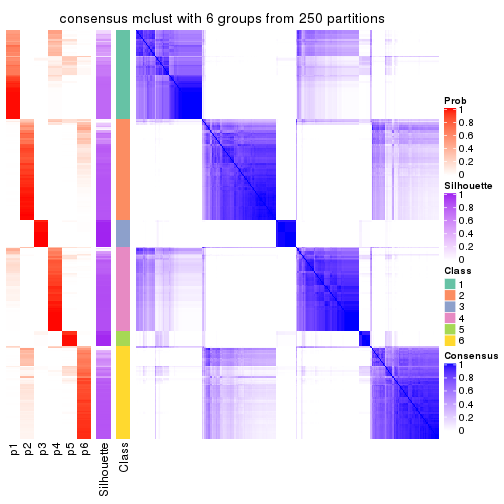 consensus mclust with 6 groups from 250 partitions
Prob
1
0.8
0.6
0.4
0.2
0
Silhouette
1
0.8
0.6
0.4
0.2
0
Class
1
2
3
4
5
6
Consensus
1
0.8
0.6
0.4
0.2
0
p1
p2
p3
p4
p5
p6
Silhouette
Class